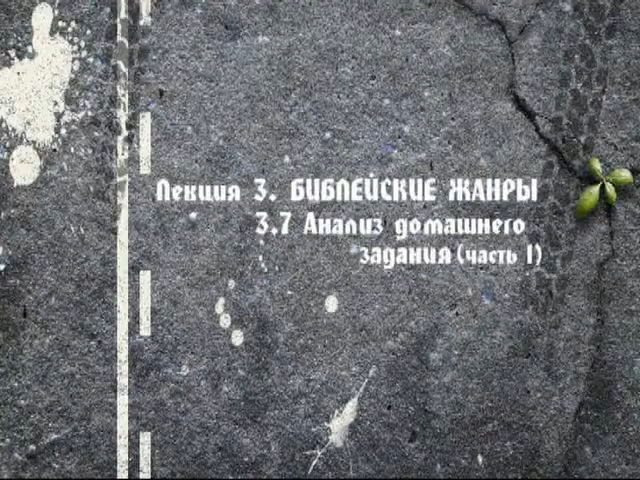 Лекция 3. БИБЛЕЙСКИЕ ЖАНРЫ
3.7 Анализ домашнего
задания (часть 1)